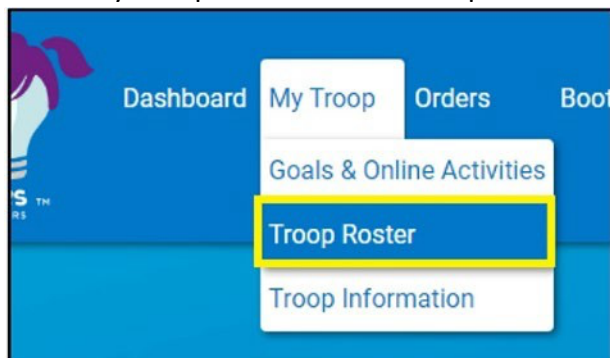 Dashboard My Troop Orders
Goals & Online Activities
Troop Roster
Troop Information